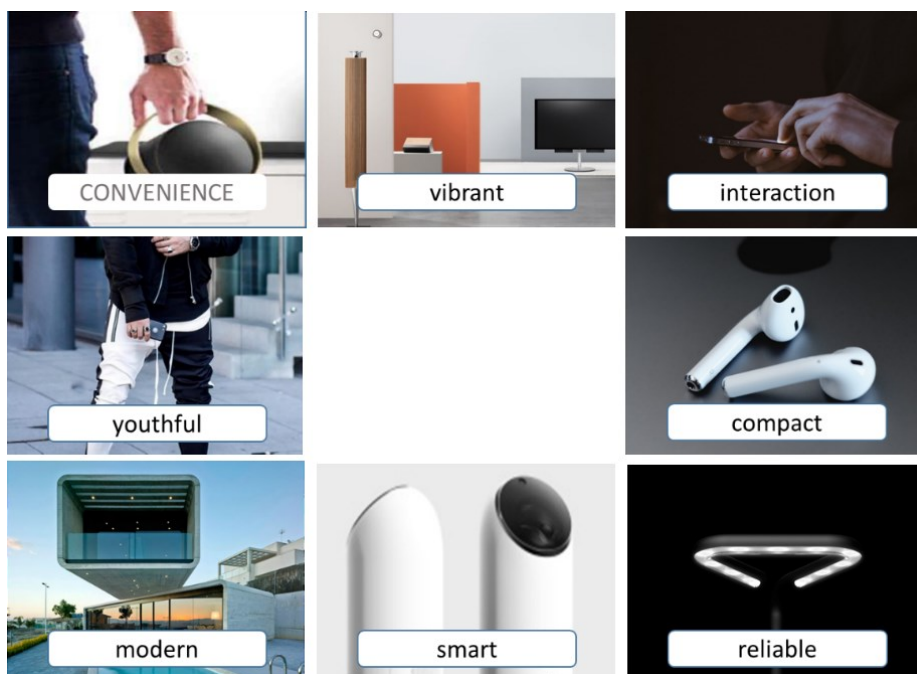 CONVENIENCE
vibrant
interaction
youthful
compact
modern
smart
reliable